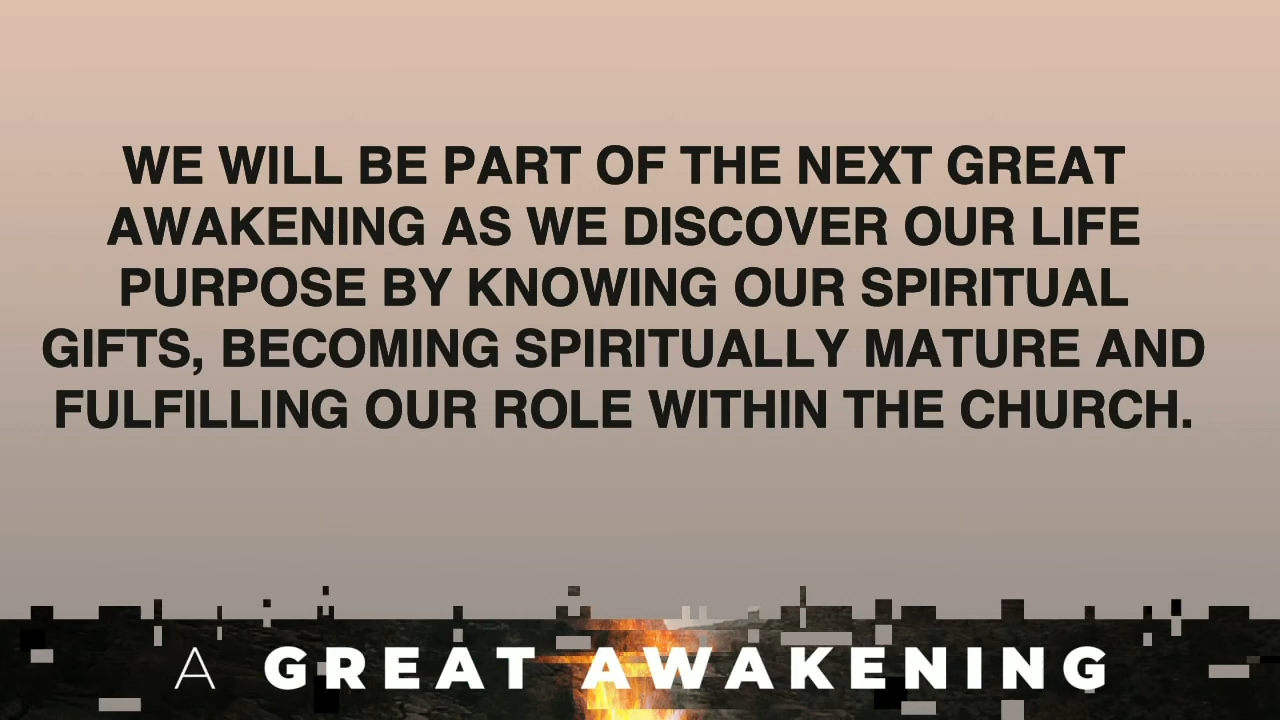 WE WILL BE PART OF THE NEXT GREAT
AWAKENING AS WE DISCOVER OUR LIFE
PURPOSE BY KNOWING OUR SPIRITUAL
GIFTS, BECOMING SPIRITUALLY MATURE AND
FULFILLING OUR ROLE WITHIN THE CHURCH.
A GREAT AWAKENING